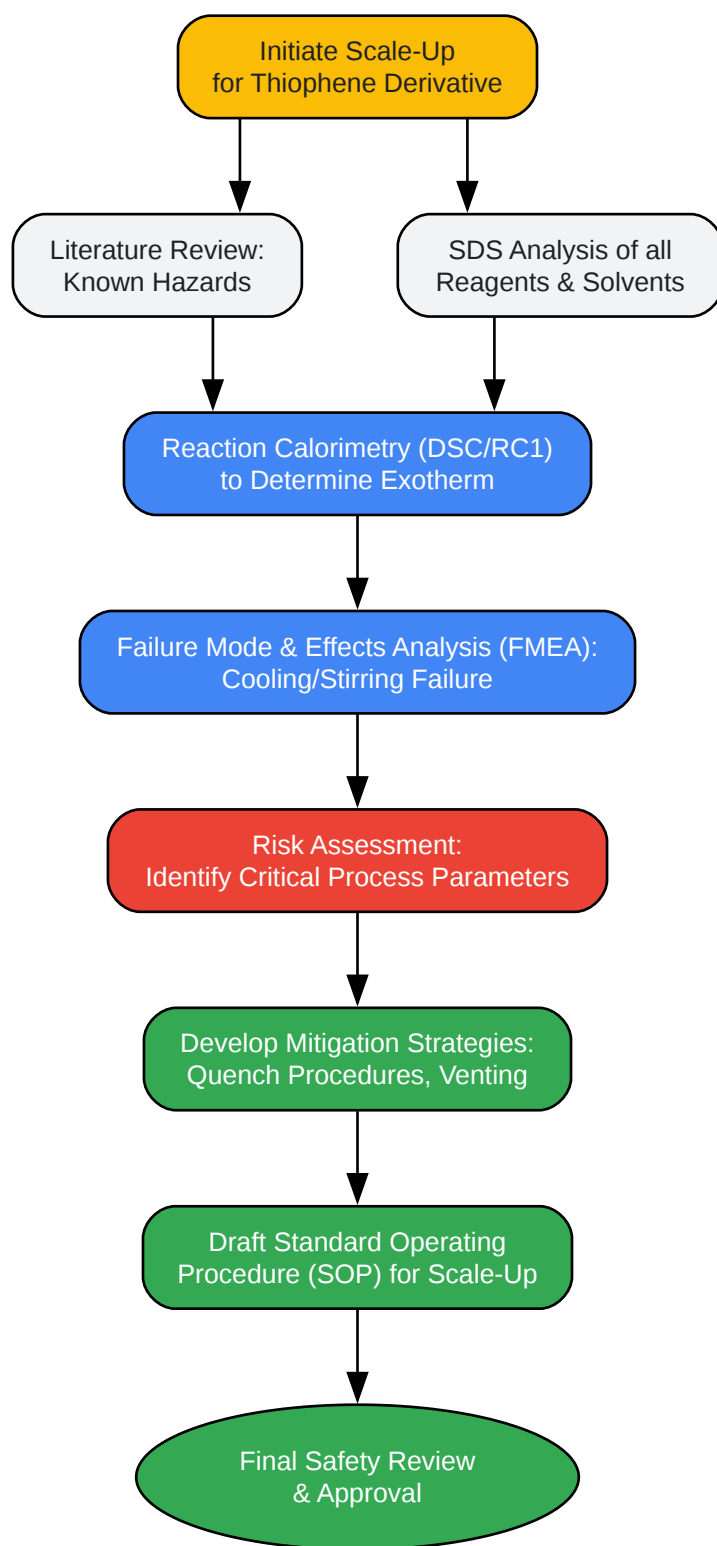 Initiate Scale-Up
for Thiophene Derivative
Literature Review:
Known Hazards
SDS Analysis of all
Reagents & Solvents
Reaction Calorimetry (DSC/RC1)
to Determine Exotherm
Failure Mode & Effects Analysis (FMEA):
Cooling/Stirring Failure
Risk Assessment:
Identify Critical Process Parameters
Develop Mitigation Strategies:
Quench Procedures, Venting
Draft Standard Operating
Procedure (SOP) for Scale-Up
Final Safety Review
& Approval